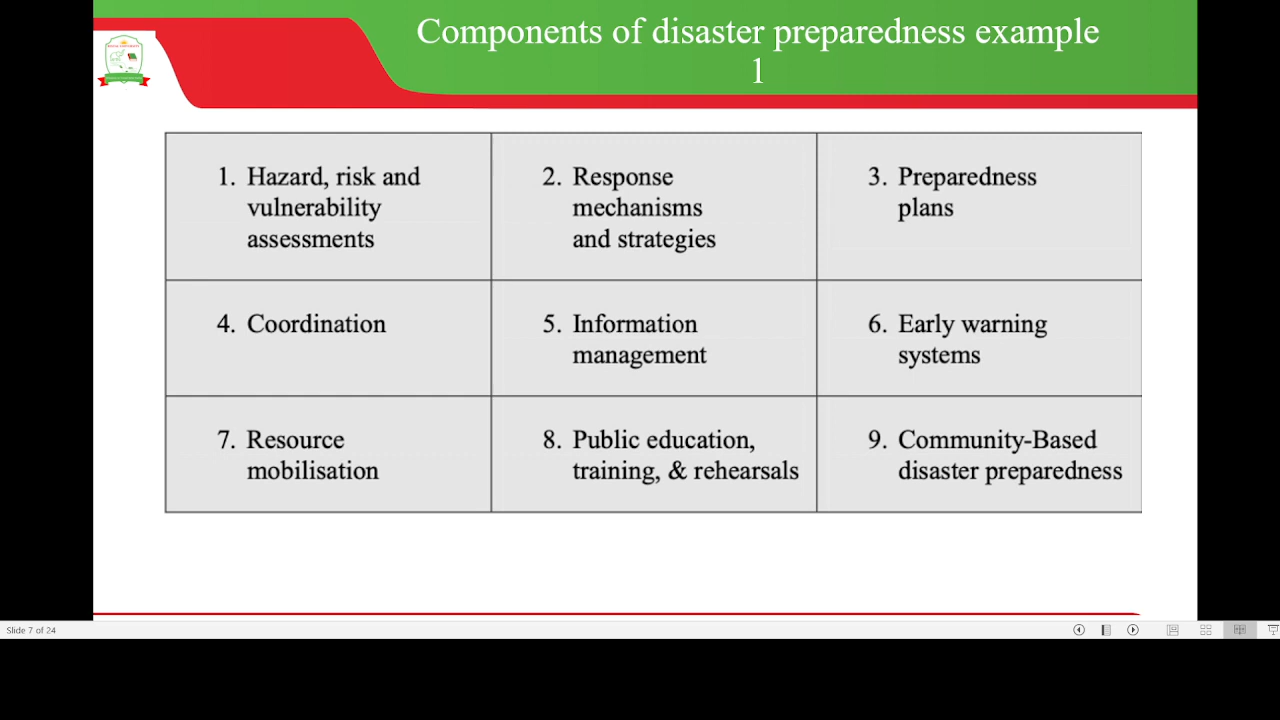 Components of disaster preparedness example
1
1. Hazard, risk and
vulnerability
assessments
2. Response
mechanisms
and strategies
3. Preparedness
plans
4. Coordination
5. Information
management
6. Early warning
systems
7. Resource
mobilisation
8. Public education,
training, & rehearsals
9. Community-Based
disaster preparedness
Slide 7 of 24